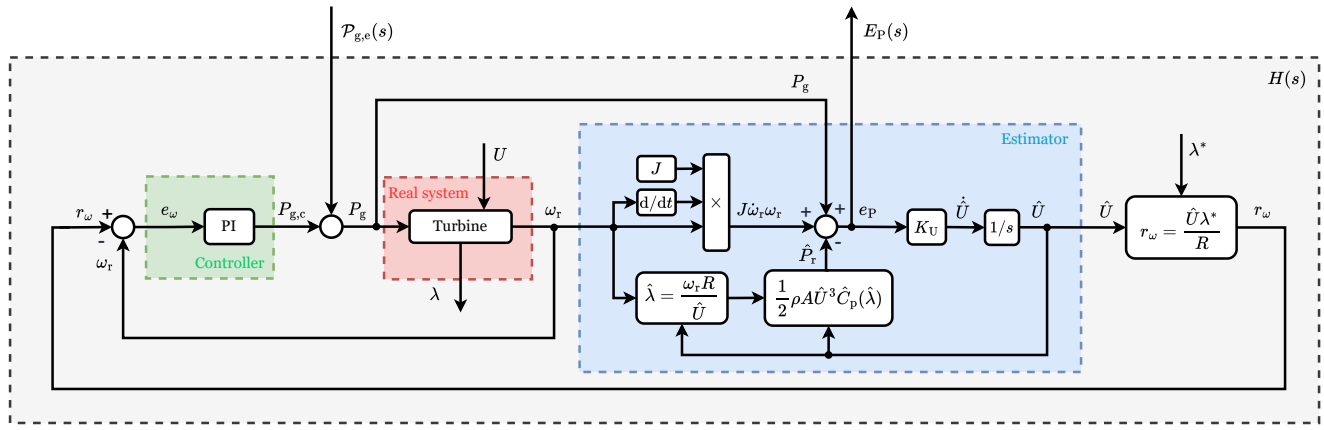 𝒫g,e(s)
EP(s)
H(s)
Pg
Estimator
U
J
λ*
Real system
rω
+
eω
PI
Pg,c
Pg
Turbine
ωr
d/dt
×
Jω̇rωr
+
+
eP
KU
U̇̂
1/s
Û
Û
rω = Ûλ*/R
rω
-
ωr
Controller
-
P̂r
λ
λ̂ = ωrR/Û
1/2 ρAÛ³Ĉp(λ̂)